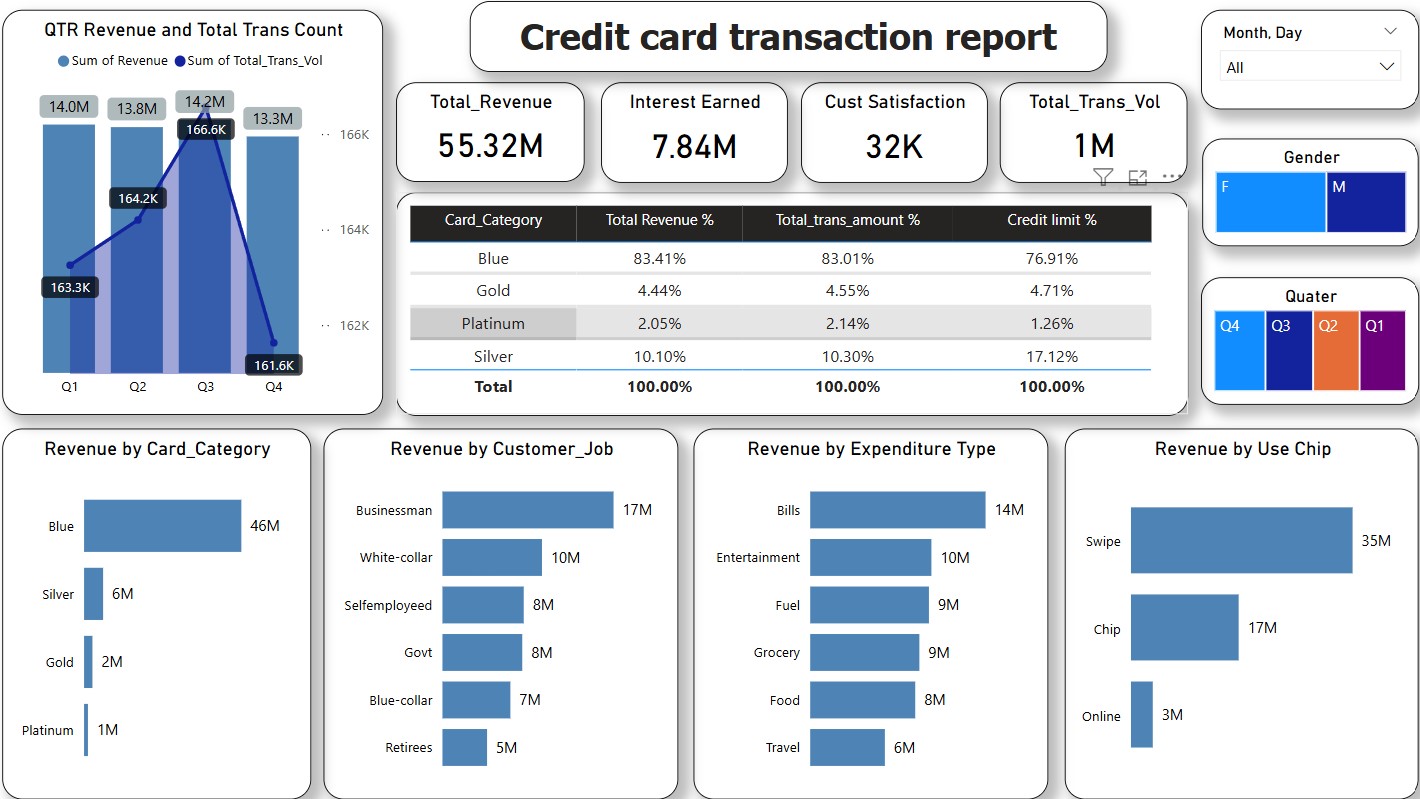 Credit card transaction report
QTR Revenue and Total Trans Count
Sum of Revenue Sum of Total_Trans_Vol
14.0M 13.8M 14.2M 13.3M
166.6K
164.2K
163.3K
161.6K
166K
164K
162K
Q1 Q2 Q3 Q4
Total_Revenue
55.32M
Interest Earned
7.84M
Cust Satisfaction
32K
Total_Trans_Vol
1M
Month, Day
All
Gender
F M
Quater
Q4 Q3 Q2 Q1
Card_Category Total Revenue % Total_trans_amount % Credit limit %
Blue 83.41% 83.01% 76.91%
Gold 4.44% 4.55% 4.71%
Platinum 2.05% 2.14% 1.26%
Silver 10.10% 10.30% 17.12%
Total 100.00% 100.00% 100.00%
Revenue by Card_Category
Blue 46M
Silver 6M
Gold 2M
Platinum 1M
Revenue by Customer_Job
Businessman 17M
White-collar 10M
Selfemployeed 8M
Govt 8M
Blue-collar 7M
Retirees 5M
Revenue by Expenditure Type
Bills 14M
Entertainment 10M
Fuel 9M
Grocery 9M
Food 8M
Travel 6M
Revenue by Use Chip
Swipe 35M
Chip 17M
Online 3M